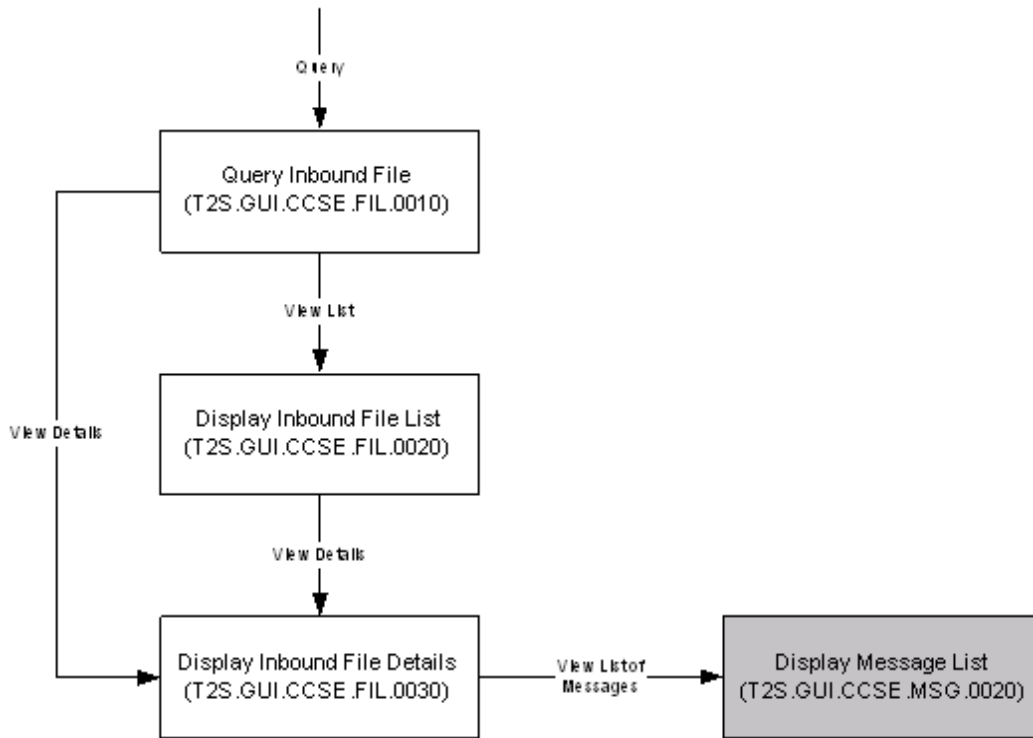 Query
Query Inbound File
(T2S.GUI.CCSE.FIL.0010)
View List
Display Inbound File List
(T2S.GUI.CCSE.FIL.0020)
View Details
View Details
Display Inbound File Details
(T2S.GUI.CCSE.FIL.0030)
View List of
Messages
Display Message List
(T2S.GUI.CCSE.MSG.0020)